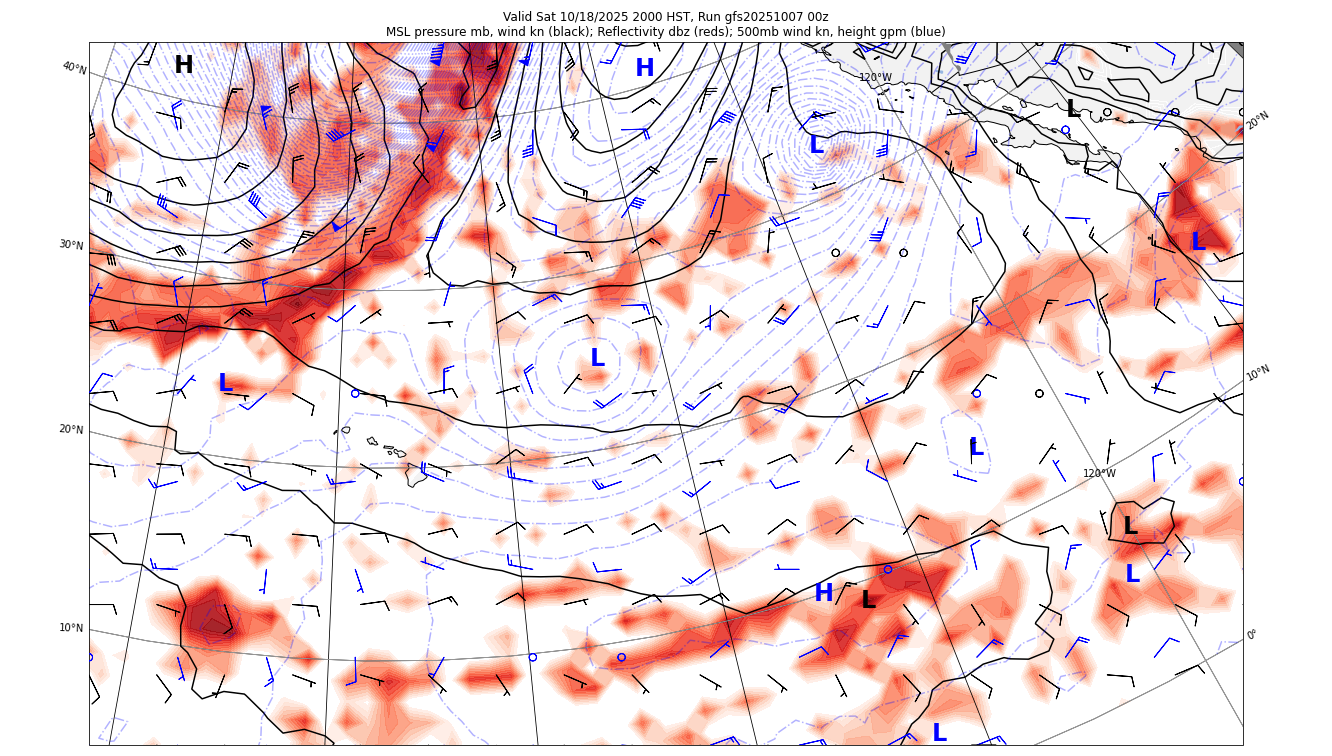 Valid Sat 10/18/2025 2000 HST, Run gfs20251007 00z
MSL pressure mb, wind kn (black); Reflectivity dbz (reds); 500mb wind kn, height gpm (blue)
40°N
H
H
120°W
L
20°N
L
30°N
L
L
L
10°N
20°N
L
120°W
L
L
H
L
10°N
0°
L